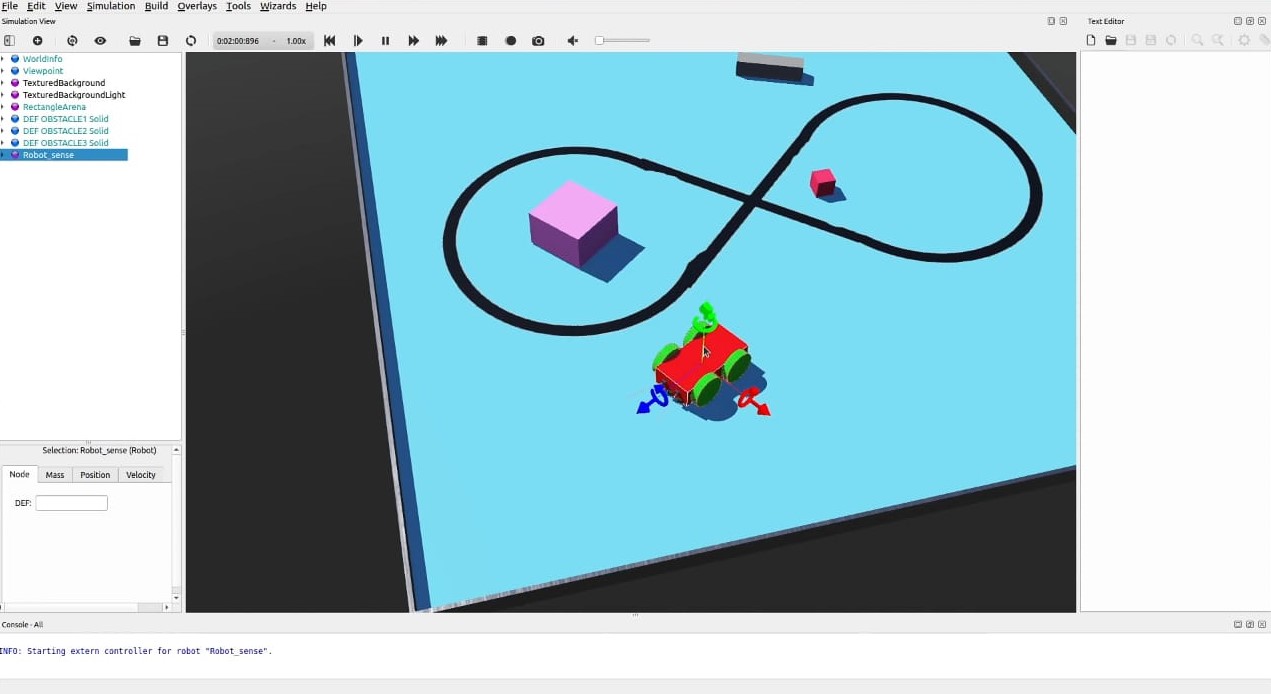 File Edit View Simulation Build Overlays Tools Wizards Help
Simulation View
Text Editor
0:02:00:896 - 1.00x
WorldInfo
Viewpoint
TexturedBackground
TexturedBackgroundLight
RectangleArena
DEF OBSTACLE1 Solid
DEF OBSTACLE2 Solid
DEF OBSTACLE3 Solid
Robot_sense
Selection: Robot_sense (Robot)
Node Mass Position Velocity
DEF:
Console - All
INFO: Starting extern controller for robot "Robot_sense".